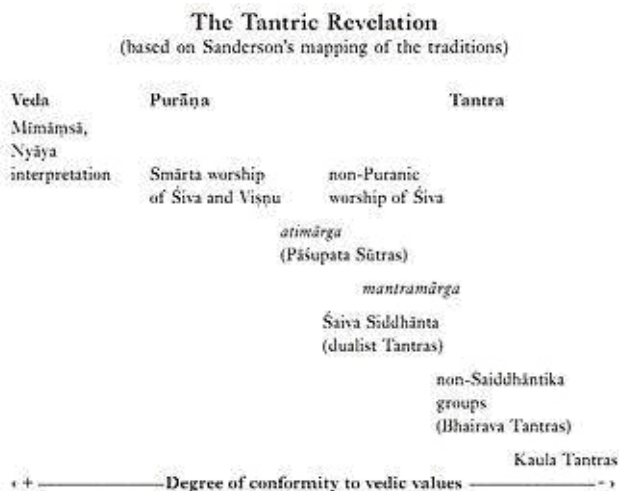 The Tantric Revelation
(based on Sanderson's mapping of the traditions)
Veda Purāṇa Tantra
Mīmāṃsā,
Nyāya
interpretation Smārta worship non-Puranic
of Śiva and Viṣṇu worship of Śiva
atimārga
(Pāśupata Sūtras)
mantramārga
Śaiva Siddhānta
(dualist Tantras)
non-Saiddhāntika
groups
(Bhairava Tantras)
Kaula Tantras
‹ + Degree of conformity to vedic values - ›